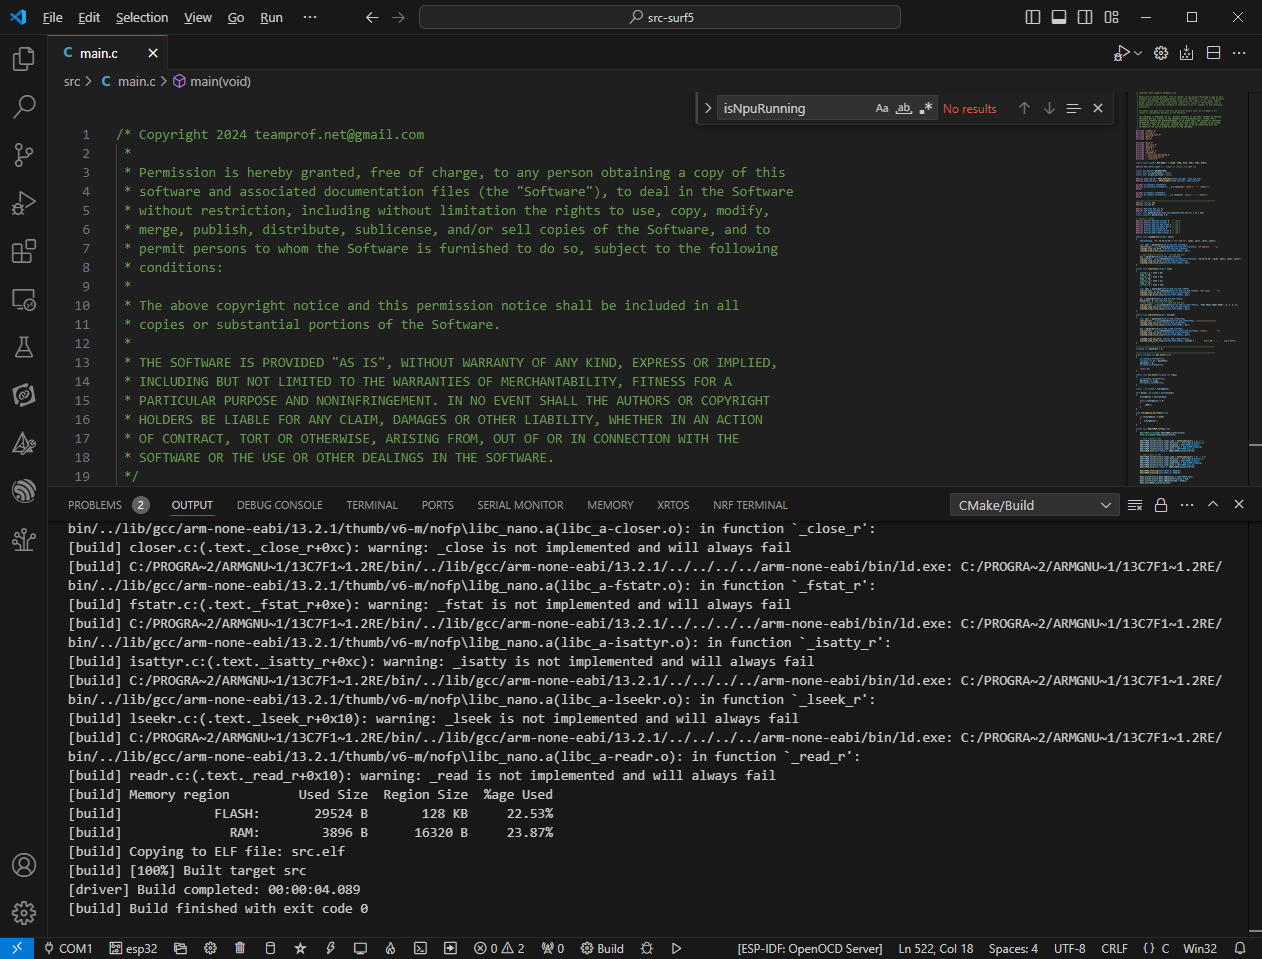 File Edit Selection View Go Run ··· src-surf5
C main.c
src > C main.c > main(void)
isNpuRunning Aa ab .* No results
1 /* Copyright 2024 teamprof.net@gmail.com
2 *
3 * Permission is hereby granted, free of charge, to any person obtaining a copy of this
4 * software and associated documentation files (the "Software"), to deal in the Software
5 * without restriction, including without limitation the rights to use, copy, modify,
6 * merge, publish, distribute, sublicense, and/or sell copies of the Software, and to
7 * permit persons to whom the Software is furnished to do so, subject to the following
8 * conditions:
9 *
10 * The above copyright notice and this permission notice shall be included in all
11 * copies or substantial portions of the Software.
12 *
13 * THE SOFTWARE IS PROVIDED "AS IS", WITHOUT WARRANTY OF ANY KIND, EXPRESS OR IMPLIED,
14 * INCLUDING BUT NOT LIMITED TO THE WARRANTIES OF MERCHANTABILITY, FITNESS FOR A
15 * PARTICULAR PURPOSE AND NONINFRINGEMENT. IN NO EVENT SHALL THE AUTHORS OR COPYRIGHT
16 * HOLDERS BE LIABLE FOR ANY CLAIM, DAMAGES OR OTHER LIABILITY, WHETHER IN AN ACTION
17 * OF CONTRACT, TORT OR OTHERWISE, ARISING FROM, OUT OF OR IN CONNECTION WITH THE
18 * SOFTWARE OR THE USE OR OTHER DEALINGS IN THE SOFTWARE.
19 */
PROBLEMS 2 OUTPUT DEBUG CONSOLE TERMINAL PORTS SERIAL MONITOR MEMORY XRTOS NRF TERMINAL CMake/Build
bin/../lib/gcc/arm-none-eabi/13.2.1/thumb/v6-m/nofp\libc_nano.a(libc_a-closer.o): in function `_close_r':
[build] closer.c:(.text._close_r+0xc): warning: _close is not implemented and will always fail
[build] C:/PROGRA~2/ARMGNU~1/13C7F1~1.2RE/bin/../lib/gcc/arm-none-eabi/13.2.1/../../../../arm-none-eabi/bin/ld.exe: C:/PROGRA~2/ARMGNU~1/13C7F1~1.2RE/
bin/../lib/gcc/arm-none-eabi/13.2.1/thumb/v6-m/nofp\libg_nano.a(libc_a-fstatr.o): in function `_fstat_r':
[build] fstatr.c:(.text._fstat_r+0xe): warning: _fstat is not implemented and will always fail
[build] C:/PROGRA~2/ARMGNU~1/13C7F1~1.2RE/bin/../lib/gcc/arm-none-eabi/13.2.1/../../../../arm-none-eabi/bin/ld.exe: C:/PROGRA~2/ARMGNU~1/13C7F1~1.2RE/
bin/../lib/gcc/arm-none-eabi/13.2.1/thumb/v6-m/nofp\libg_nano.a(libc_a-isattyr.o): in function `_isatty_r':
[build] isattyr.c:(.text._isatty_r+0xc): warning: _isatty is not implemented and will always fail
[build] C:/PROGRA~2/ARMGNU~1/13C7F1~1.2RE/bin/../lib/gcc/arm-none-eabi/13.2.1/../../../../arm-none-eabi/bin/ld.exe: C:/PROGRA~2/ARMGNU~1/13C7F1~1.2RE/
bin/../lib/gcc/arm-none-eabi/13.2.1/thumb/v6-m/nofp\libc_nano.a(libc_a-lseekr.o): in function `_lseek_r':
[build] lseekr.c:(.text._lseek_r+0x10): warning: _lseek is not implemented and will always fail
[build] C:/PROGRA~2/ARMGNU~1/13C7F1~1.2RE/bin/../lib/gcc/arm-none-eabi/13.2.1/../../../../arm-none-eabi/bin/ld.exe: C:/PROGRA~2/ARMGNU~1/13C7F1~1.2RE/
bin/../lib/gcc/arm-none-eabi/13.2.1/thumb/v6-m/nofp\libc_nano.a(libc_a-readr.o): in function `_read_r':
[build] readr.c:(.text._read_r+0x10): warning: _read is not implemented and will always fail
[build] Memory region Used Size Region Size %age Used
[build] FLASH: 29524 B 128 KB 22.53%
[build] RAM: 3896 B 16320 B 23.87%
[build] Copying to ELF file: src.elf
[build] [100%] Built target src
[driver] Build completed: 00:00:04.089
[build] Build finished with exit code 0
COM1 esp32 0 2 0 Build [ESP-IDF: OpenOCD Server] Ln 522, Col 18 Spaces: 4 UTF-8 CRLF {} C Win32